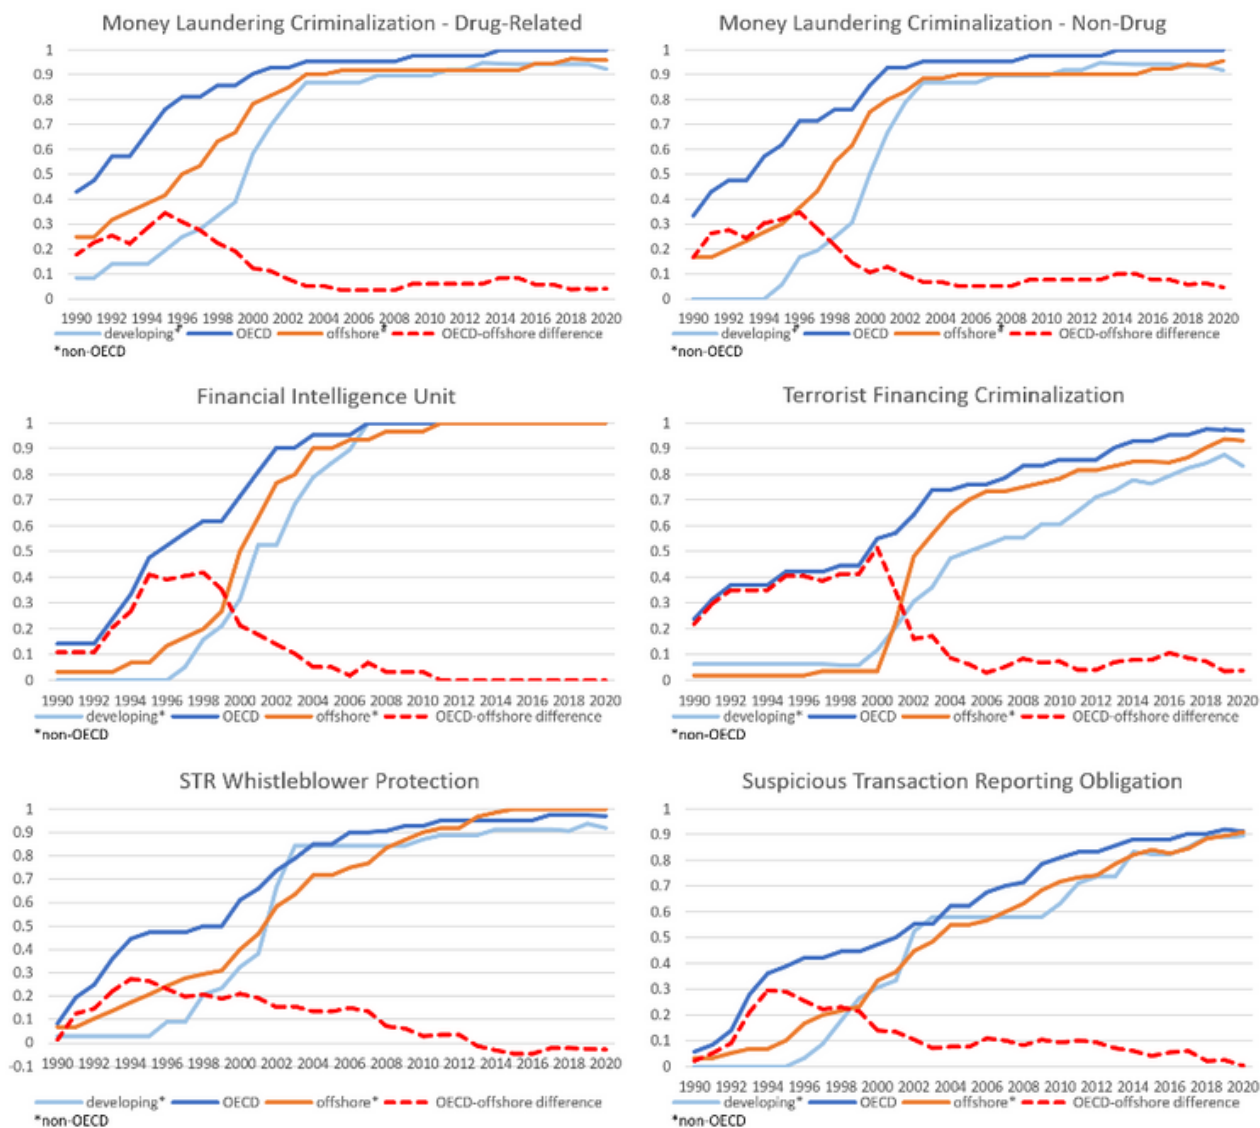 Money Laundering Criminalization - Drug-Related
1
0.9
0.8
0.7
0.6
0.5
0.4
0.3
0.2
0.1
0
1990 1992 1994 1996 1998 2000 2002 2004 2006 2008 2010 2012 2014 2016 2018 2020
developing* OECD offshore* OECD-offshore difference
*non-OECD
Money Laundering Criminalization - Non-Drug
1
0.9
0.8
0.7
0.6
0.5
0.4
0.3
0.2
0.1
0
1990 1992 1994 1996 1998 2000 2002 2004 2006 2008 2010 2012 2014 2016 2018 2020
developing* OECD offshore* OECD-offshore difference
*non-OECD
Financial Intelligence Unit
1
0.9
0.8
0.7
0.6
0.5
0.4
0.3
0.2
0.1
0
1990 1992 1994 1996 1998 2000 2002 2004 2006 2008 2010 2012 2014 2016 2018 2020
developing* OECD offshore* OECD-offshore difference
*non-OECD
Terrorist Financing Criminalization
1
0.9
0.8
0.7
0.6
0.5
0.4
0.3
0.2
0.1
0
1990 1992 1994 1996 1998 2000 2002 2004 2006 2008 2010 2012 2014 2016 2018 2020
developing* OECD offshore* OECD-offshore difference
*non-OECD
STR Whistleblower Protection
1
0.9
0.8
0.7
0.6
0.5
0.4
0.3
0.2
0.1
0
-0.1
1990 1992 1994 1996 1998 2000 2002 2004 2006 2008 2010 2012 2014 2016 2018 2020
developing* OECD offshore* OECD-offshore difference
*non-OECD
Suspicious Transaction Reporting Obligation
1
0.9
0.8
0.7
0.6
0.5
0.4
0.3
0.2
0.1
0
1990 1992 1994 1996 1998 2000 2002 2004 2006 2008 2010 2012 2014 2016 2018 2020
developing* OECD offshore* OECD-offshore difference
*non-OECD